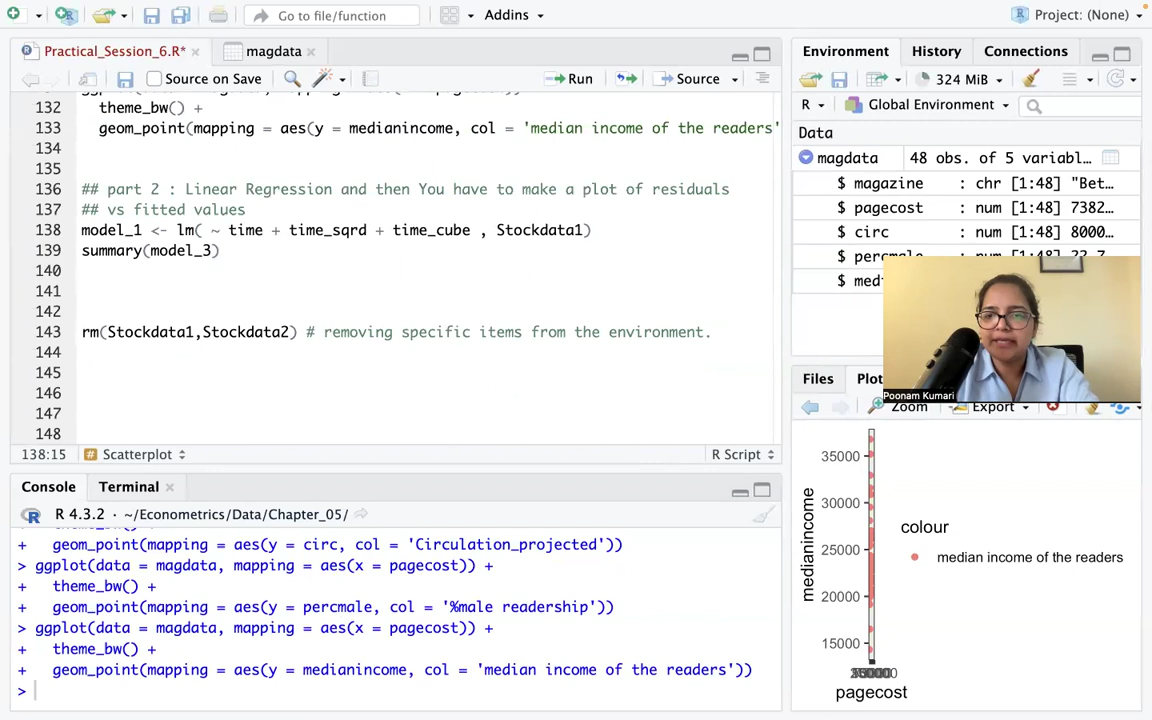 Go to file/function
Addins
Project: (None)
Practical_Session_6.R*
magdata
Source on Save
Run
Source
132 theme_bw() +
133 geom_point(mapping = aes(y = medianincome, col = 'median income of the readers'
134
135
136 ## part 2 : Linear Regression and then You have to make a plot of residuals
137 ## vs fitted values
138 model_1 <- lm( ~ time + time_sqrd + time_cube , Stockdata1)
139 summary(model_3)
140
141
142
143 rm(Stockdata1,Stockdata2) # removing specific items from the environment.
144
145
146
147
148
138:15
Scatterplot
R Script
Console
Terminal
R 4.3.2 · ~/Econometrics/Data/Chapter_05/
+ geom_point(mapping = aes(y = circ, col = 'Circulation_projected'))
> ggplot(data = magdata, mapping = aes(x = pagecost)) +
+ theme_bw() +
+ geom_point(mapping = aes(y = percmale, col = '%male readership'))
> ggplot(data = magdata, mapping = aes(x = pagecost)) +
+ theme_bw() +
+ geom_point(mapping = aes(y = medianincome, col = 'median income of the readers'))
>
Environment
History
Connections
324 MiB
R
Global Environment
Data
magdata 48 obs. of 5 variabl…
$ magazine : chr [1:48] "Bet…
$ pagecost : num [1:48] 7382…
$ circ : num [1:48] 8000…
$ percmale
$ med
Poonam Kumari
Files
Plot
Zoom
Export
35000
30000
25000
20000
15000
medianincome
pagecost
colour
median income of the readers